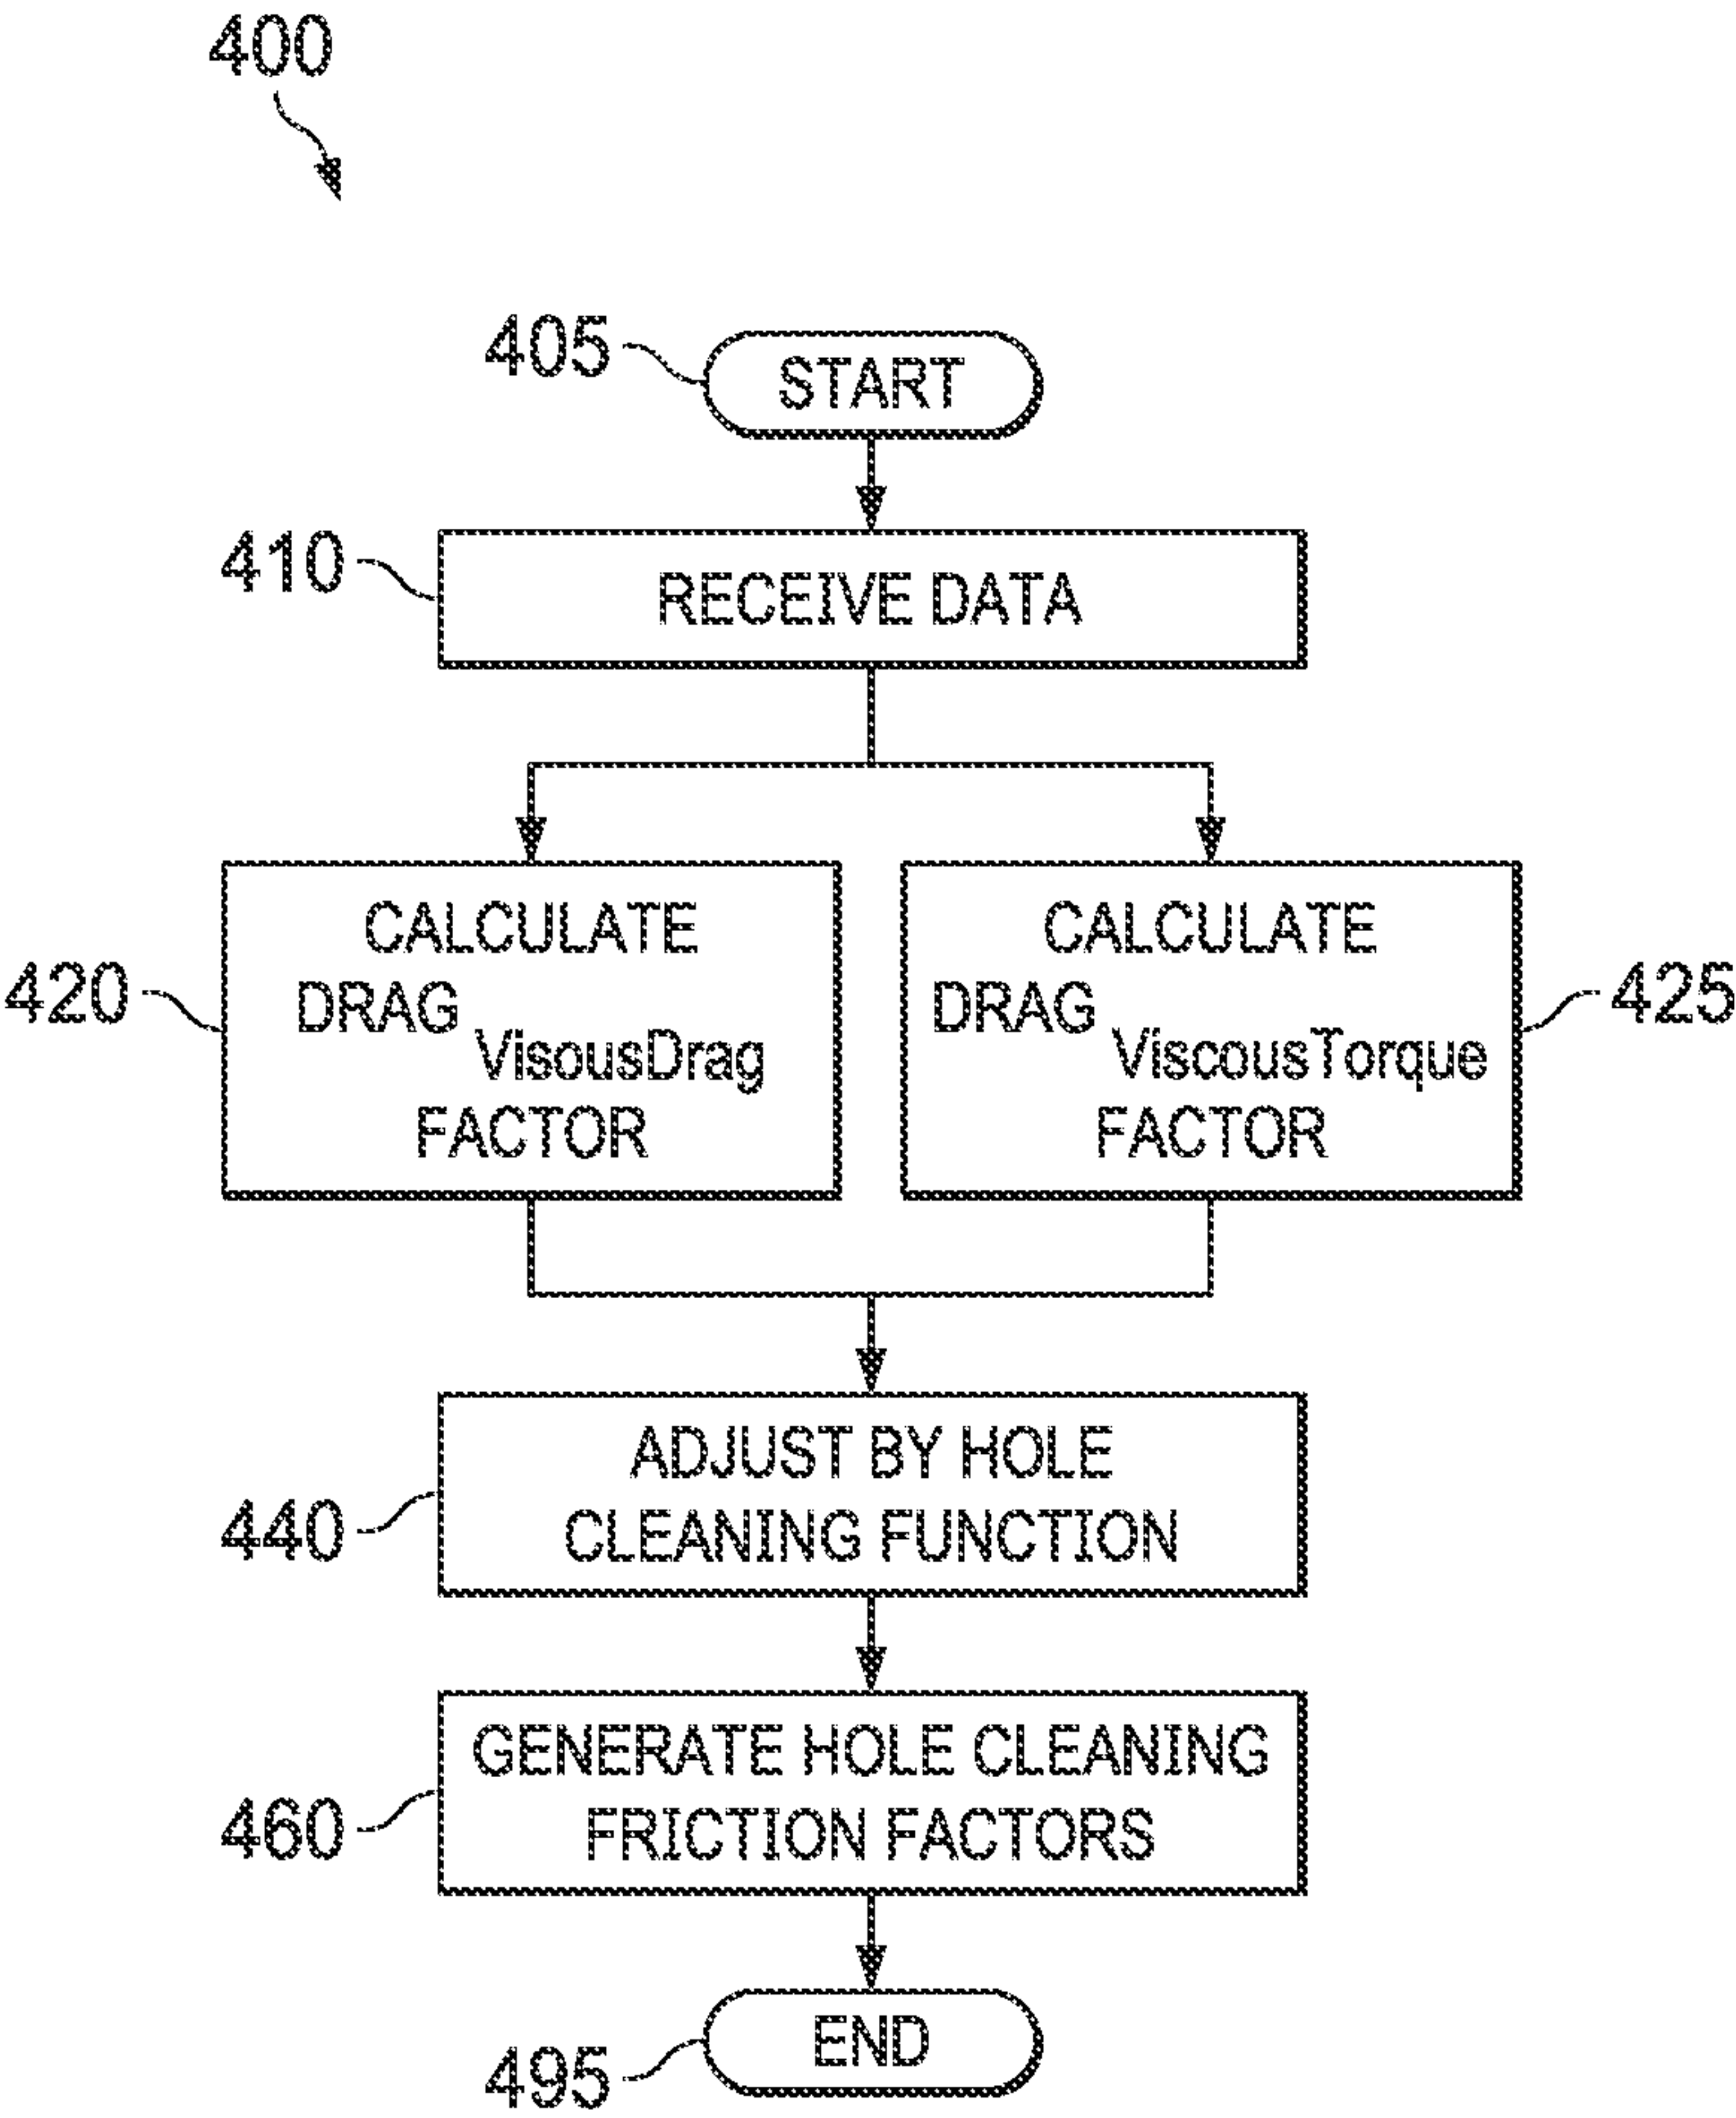 400
405
START
410
RECEIVE DATA
420
CALCULATE
DRAG
VisousDrag
FACTOR
CALCULATE
DRAG
ViscousTorque
FACTOR
425
440
ADJUST BY HOLE
CLEANING FUNCTION
460
GENERATE HOLE CLEANING
FRICTION FACTORS
495
END